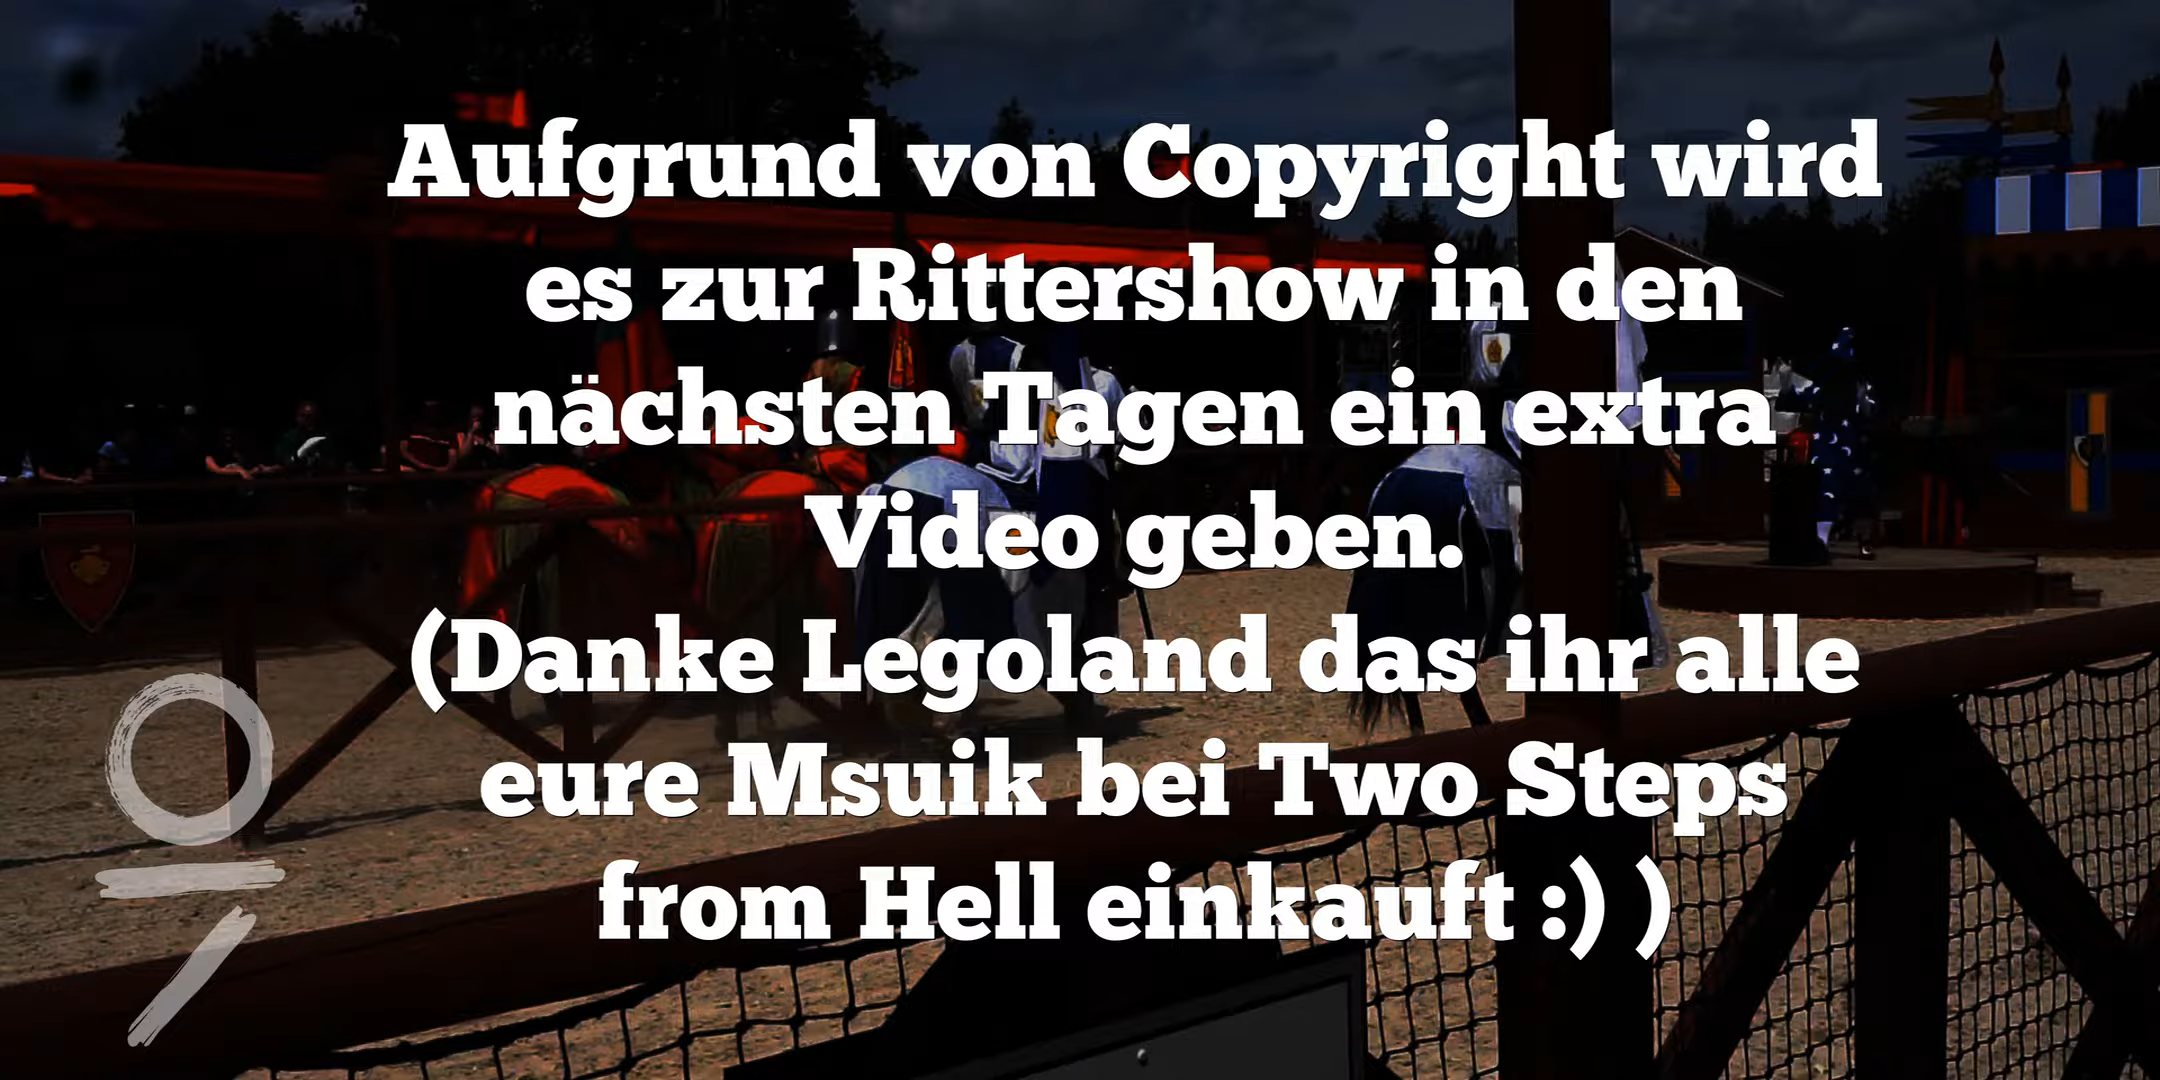 Aufgrund von Copyright wird
es zur Rittershow in den
nächsten Tagen ein extra
Video geben.
(Danke Legoland das ihr alle
eure Msuik bei Two Steps
from Hell einkauft :) )